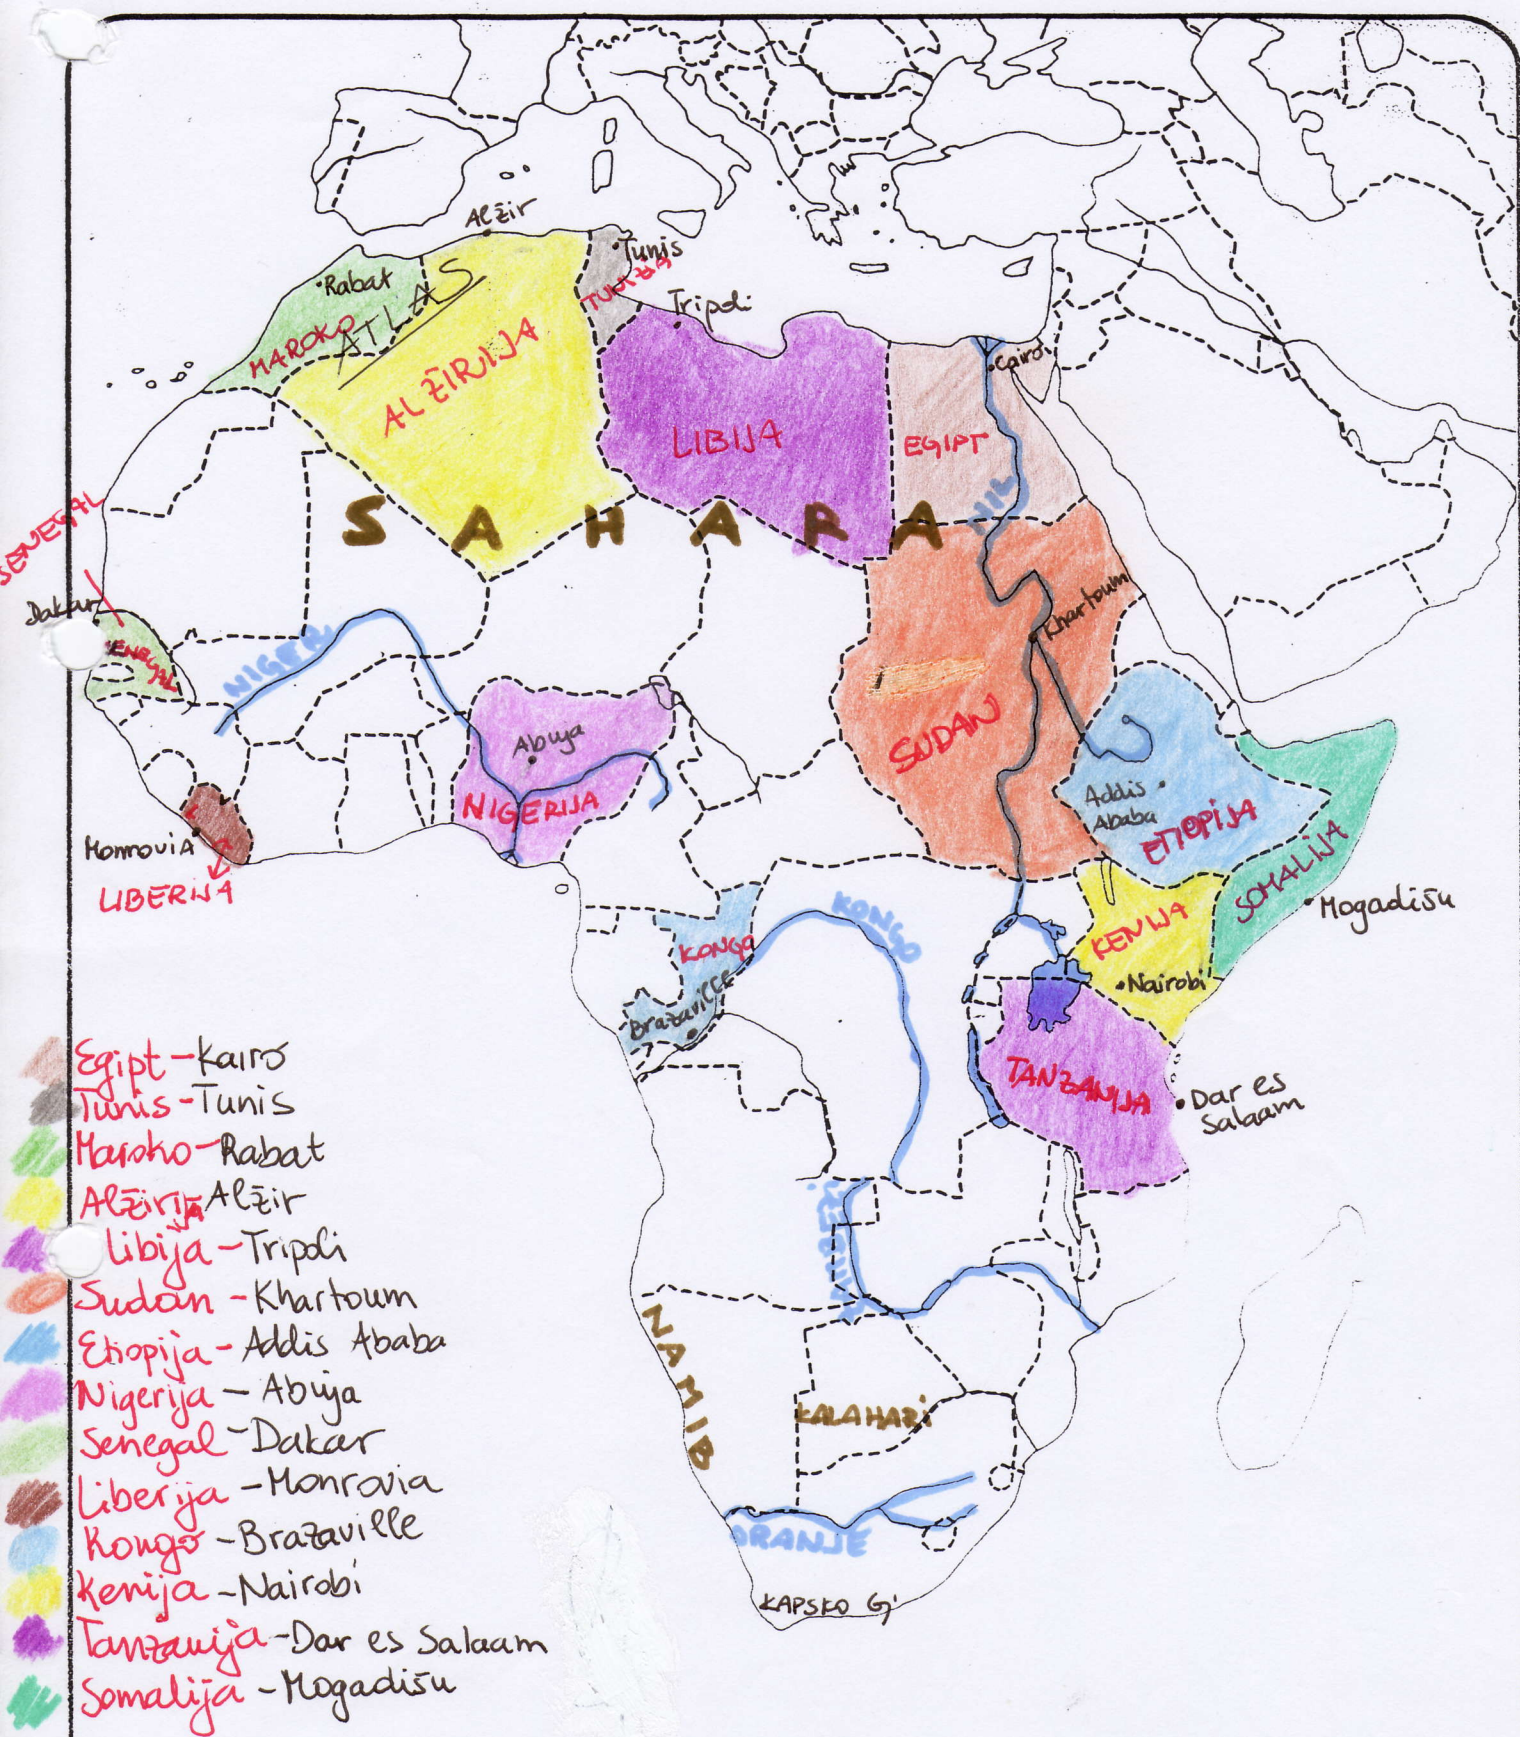 Alžir
Tunis
TUNIZIJA
Rabat
ATLAS
MAROKO
Tripoli
ALŽIRIJA
Cairo
LIBIJA
EGIPT
NIL
SAHARA
SENEGAL
Dakar
SENEGAL
Khartoum
NIGER
SUDAN
Abuja
NIGERIJA
Addis
Ababa
ETIOPIJA
Monrovia
LIBERIJA
SOMALIJA
Mogadišu
KONGO
KENIJA
KONGO
Nairobi
Brazaville
TANZANIJA
Dar es
Salaam
NAMIB
KALAHARI
ORANJE
KAPSKO G.
Egipt - Kairo
Tunis - Tunis
Maroko - Rabat
Alžirija - Alžir
Libija - Tripoli
Sudan - Khartoum
Etiopija - Addis Ababa
Nigerija - Abuja
Senegal - Dakar
Liberija - Monrovia
Kongo - Brazaville
Kenija - Nairobi
Tanzanija - Dar es Salaam
Somalija - Mogadišu